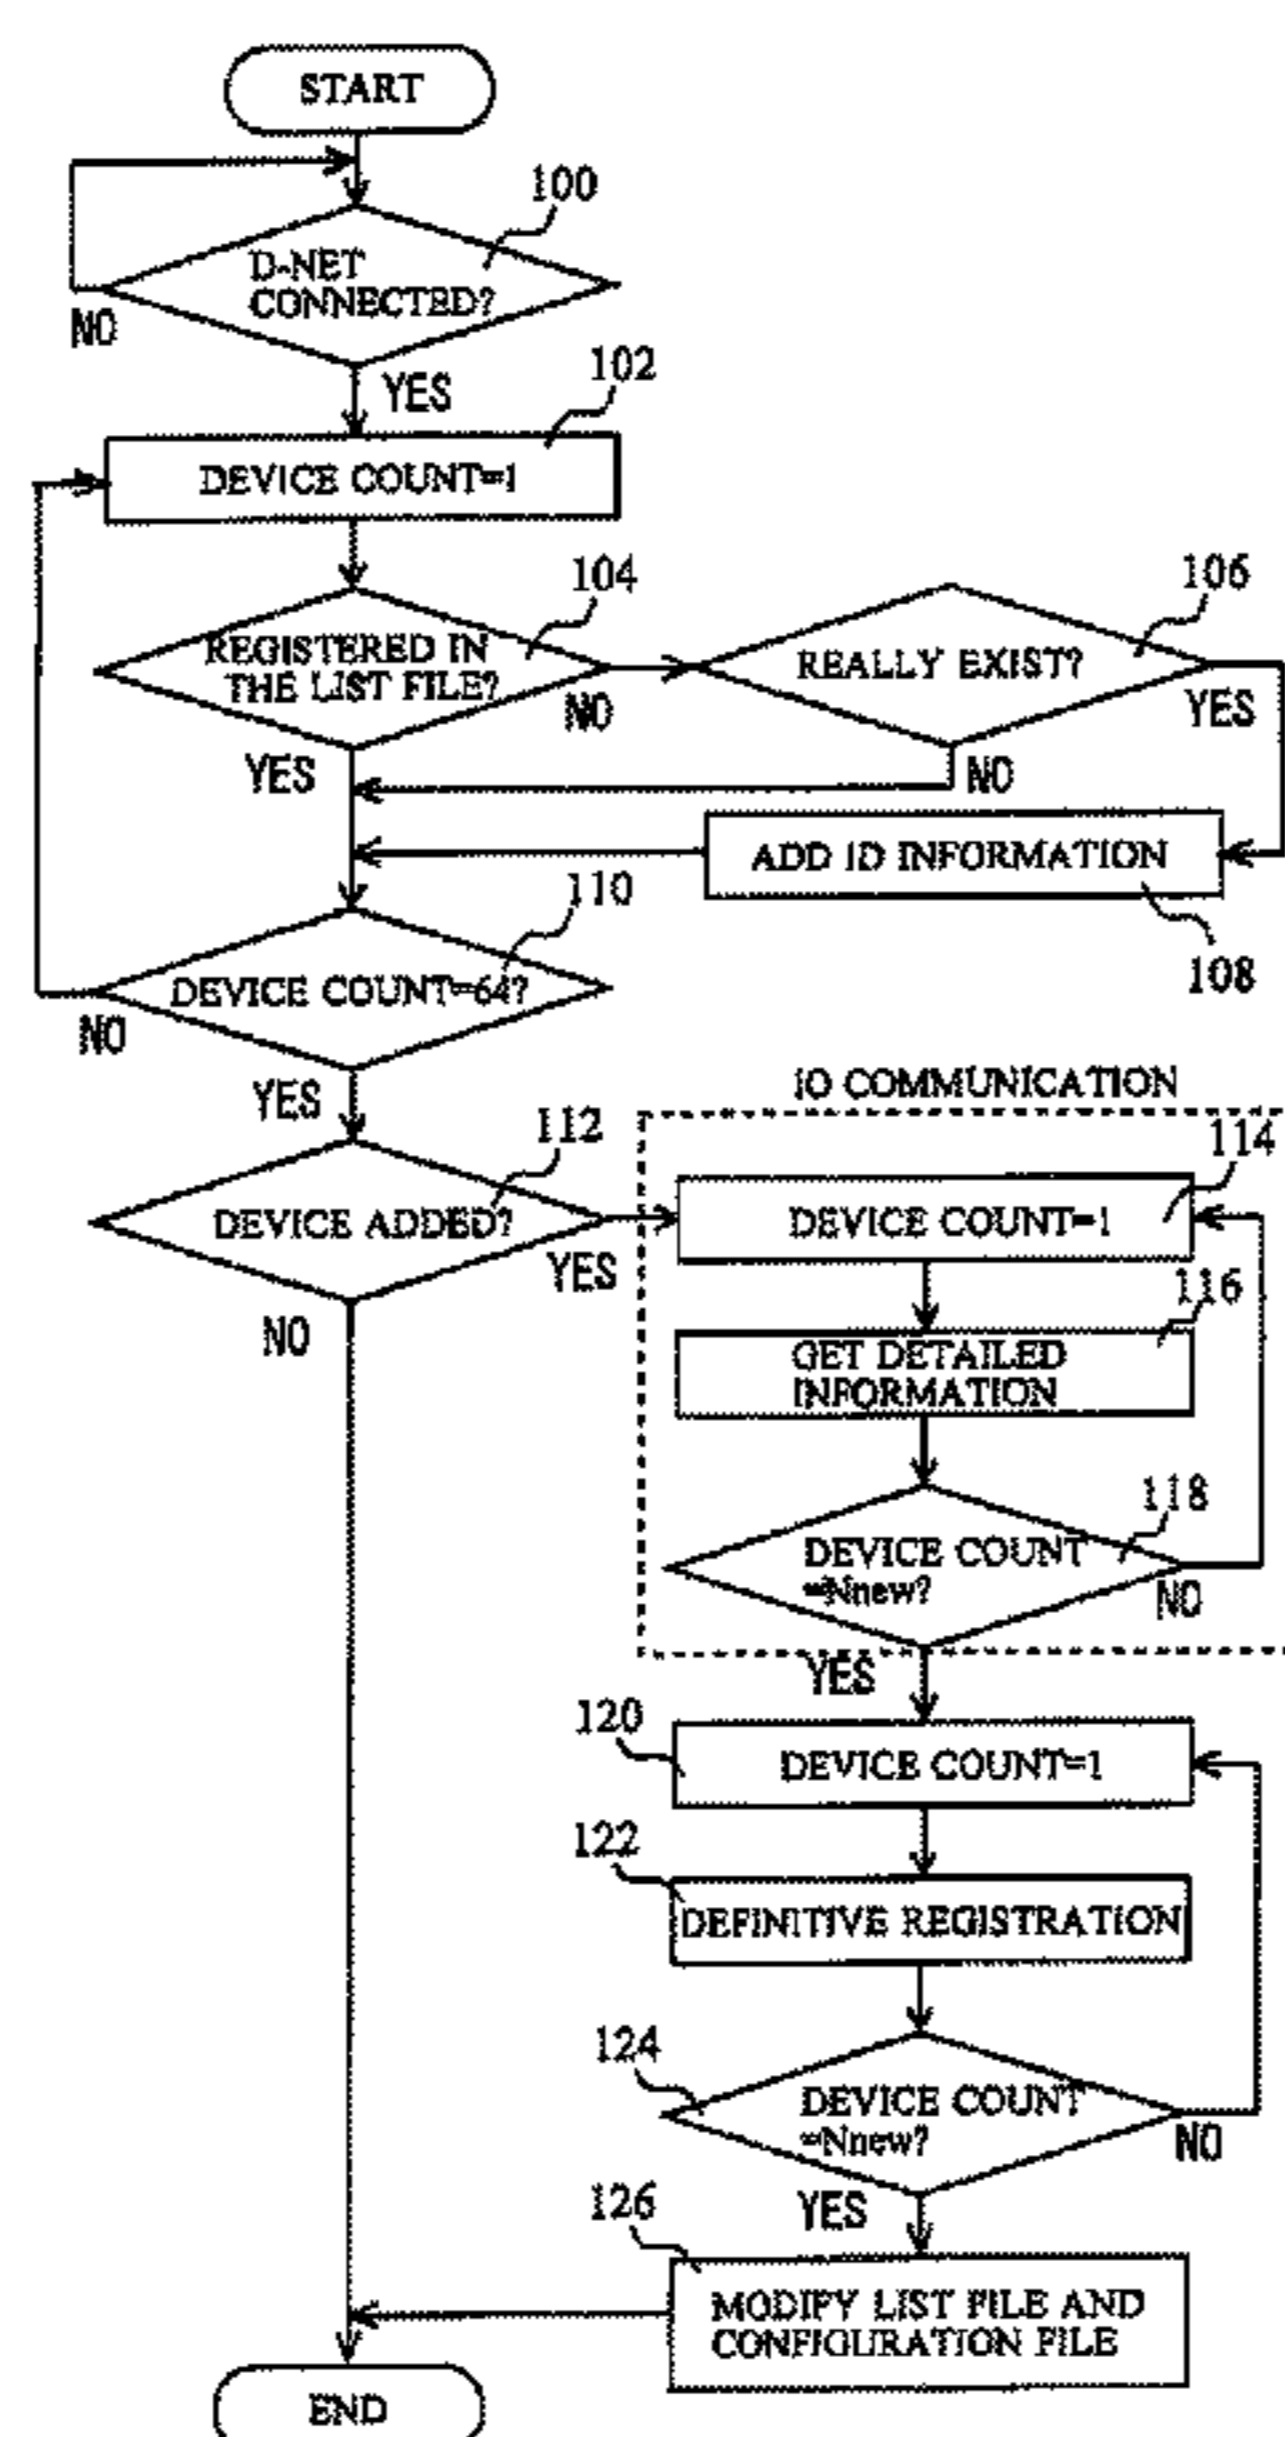 START
100
D-NET
CONNECTED?
NO
YES
102
DEVICE COUNT=1
104
REGISTERED IN
THE LIST FILE?
NO
YES
106
REALLY EXIST?
YES
NO
ADD ID INFORMATION
108
110
DEVICE COUNT=64?
NO
YES
112
DEVICE ADDED?
YES
NO
IO COMMUNICATION
114
DEVICE COUNT=1
116
GET DETAILED
INFORMATION
118
DEVICE COUNT
=Nnew?
NO
YES
120
DEVICE COUNT=1
122
DEFINITIVE REGISTRATION
124
DEVICE COUNT
=Nnew?
NO
YES
126
MODIFY LIST FILE AND
CONFIGURATION FILE
END